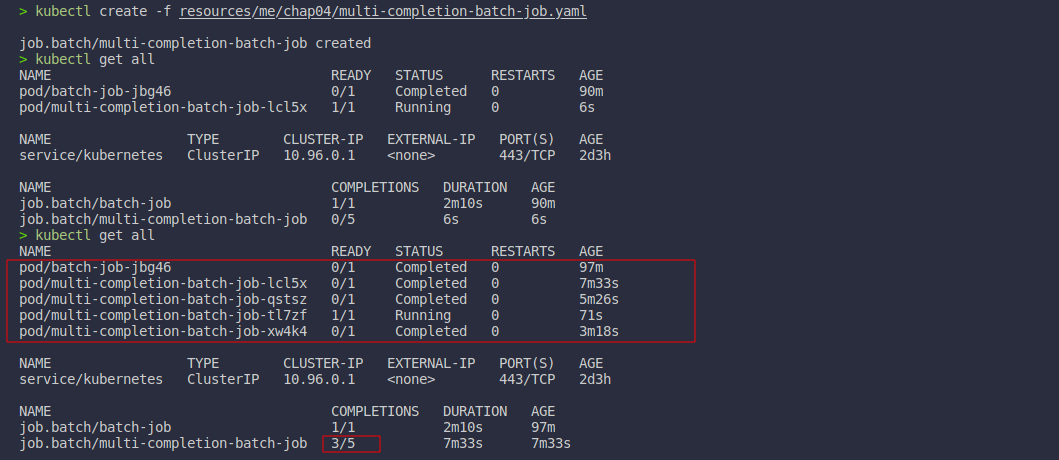 > kubectl create -f resources/me/chap04/multi-completion-batch-job.yaml
job.batch/multi-completion-batch-job created
> kubectl get all
NAME READY STATUS RESTARTS AGE
pod/batch-job-jbg46 0/1 Completed 0 90m
pod/multi-completion-batch-job-lcl5x 1/1 Running 0 6s
NAME TYPE CLUSTER-IP EXTERNAL-IP PORT(S) AGE
service/kubernetes ClusterIP 10.96.0.1 <none> 443/TCP 2d3h
NAME COMPLETIONS DURATION AGE
job.batch/batch-job 1/1 2m10s 90m
job.batch/multi-completion-batch-job 0/5 6s 6s
> kubectl get all
NAME READY STATUS RESTARTS AGE
pod/batch-job-jbg46 0/1 Completed 0 97m
pod/multi-completion-batch-job-lcl5x 0/1 Completed 0 7m33s
pod/multi-completion-batch-job-qstsz 0/1 Completed 0 5m26s
pod/multi-completion-batch-job-tl7zf 1/1 Running 0 71s
pod/multi-completion-batch-job-xw4k4 0/1 Completed 0 3m18s
NAME TYPE CLUSTER-IP EXTERNAL-IP PORT(S) AGE
service/kubernetes ClusterIP 10.96.0.1 <none> 443/TCP 2d3h
NAME COMPLETIONS DURATION AGE
job.batch/batch-job 1/1 2m10s 97m
job.batch/multi-completion-batch-job 3/5 7m33s 7m33s